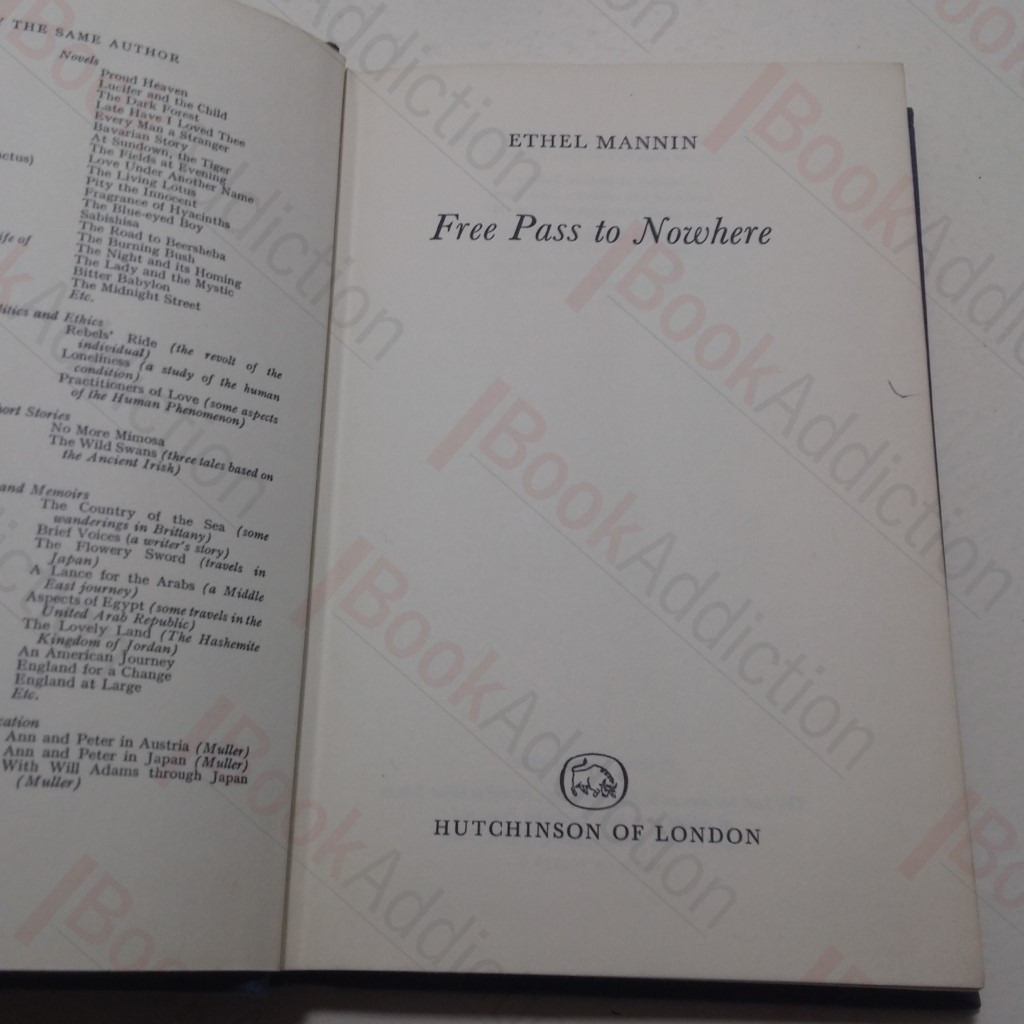 Y THE SAME AUTHOR
Novels
Proud Heaven
Lucifer and the Child
The Dark Forest
Late Have I Loved Thee
Every Man a Stranger
Bavarian Story
At Sundown, the Tiger
The Fields at Evening
Love Under Another Name
The Living Lotus
Pity the Innocent
Fragrance of Hyacinths
The Blue-eyed Boy
Sabishisa
The Road to Beersheba
The Burning Bush
The Night and its Homing
The Lady and the Mystic
Bitter Babylon
The Midnight Street
Etc.
actus)
ife of
litics and Ethics
Rebels' Ride (the revolt of the
individual)
Loneliness (a study of the human
condition)
Practitioners of Love (some aspects
of the Human Phenomenon)
hort Stories
No More Mimosa
The Wild Swans (three tales based on
the Ancient Irish)
and Memoirs
The Country of the Sea (some
wanderings in Brittany)
Brief Voices (a writer's story)
The Flowery Sword (travels in
Japan)
A Lance for the Arabs (a Middle
East journey)
Aspects of Egypt (some travels in the
United Arab Republic)
The Lovely Land (The Hashemite
Kingdom of Jordan)
An American Journey
England for a Change
England at Large
Etc.
cation
Ann and Peter in Austria (Muller)
Ann and Peter in Japan (Muller)
With Will Adams through Japan
(Muller)
ETHEL MANNIN
Free Pass to Nowhere
HUTCHINSON OF LONDON
BookAddiction